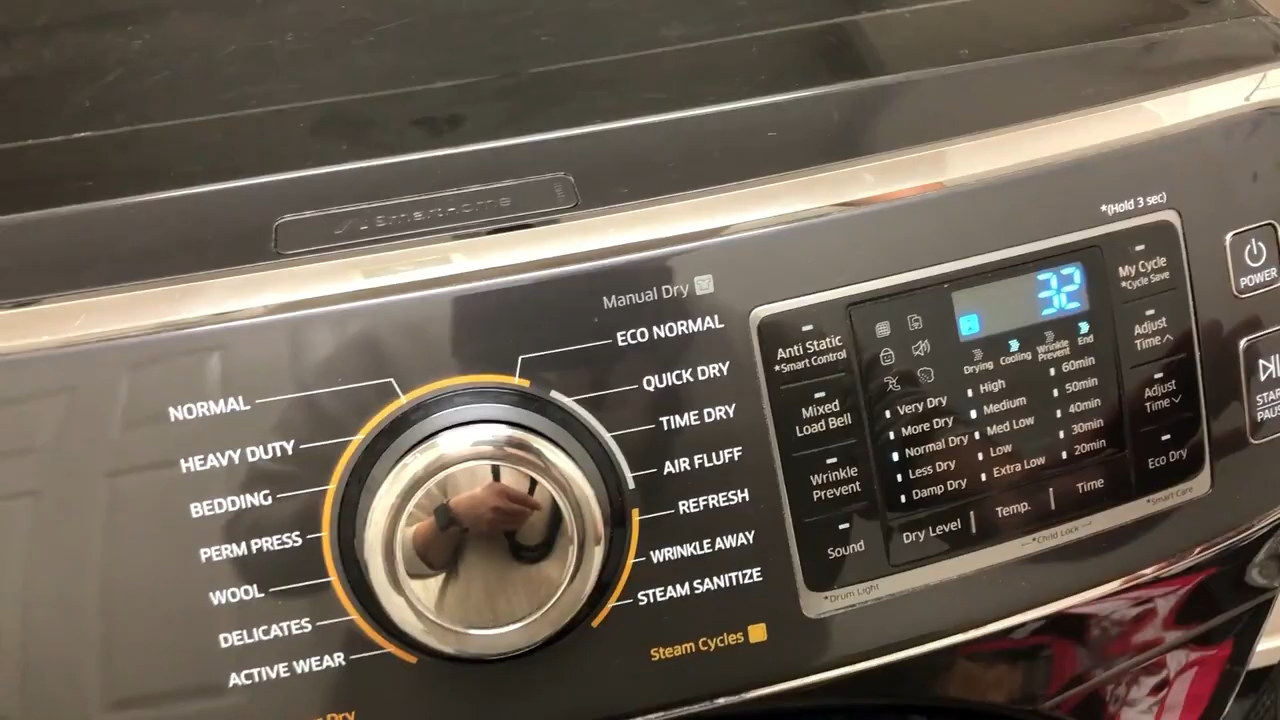 Smarthome
*(Hold 3 sec)
Manual Dry
ECO NORMAL
QUICK DRY
TIME DRY
AIR FLUFF
REFRESH
WRINKLE AWAY
STEAM SANITIZE
Steam Cycles
NORMAL
HEAVY DUTY
BEDDING
PERM PRESS
WOOL
DELICATES
ACTIVE WEAR
Dry
Anti Static
*Smart Control
Mixed
Load Bell
Wrinkle
Prevent
Sound
*Drum Light
32
Drying
Cooling
Wrinkle
Prevent
End
Very Dry
More Dry
Normal Dry
Less Dry
Damp Dry
High
Medium
Med Low
Low
Extra Low
60min
50min
40min
30min
20min
Dry Level
Temp.
Time
*Child Lock
My Cycle
*Cycle Save
Adjust
Time
Adjust
Time
Eco Dry
*Smart Care
POWER